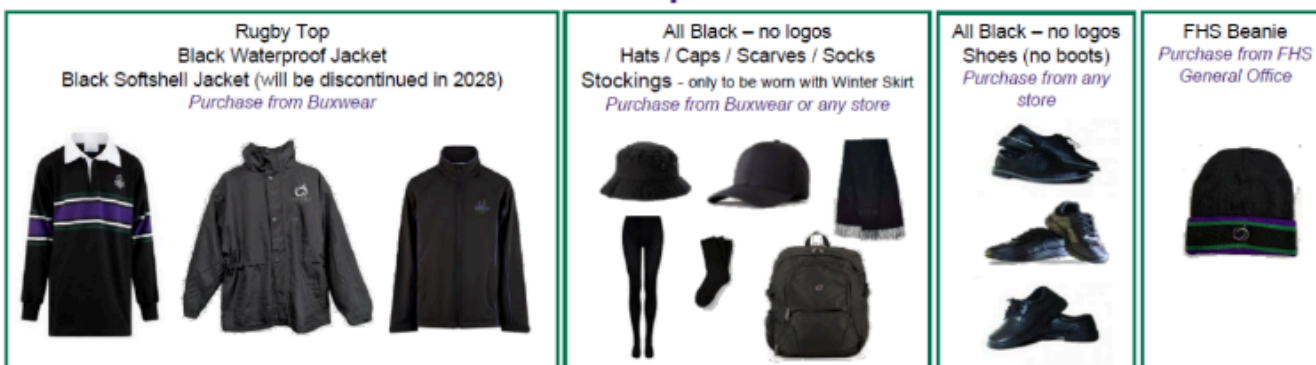 Rugby Top
Black Waterproof Jacket
Black Softshell Jacket (will be discontinued in 2028)
Purchase from Buxwear
All Black – no logos
Hats / Caps / Scarves / Socks
Stockings - only to be worn with Winter Skirt
Purchase from Buxwear or any store
All Black – no logos
Shoes (no boots)
Purchase from any
store
FHS Beanie
Purchase from FHS
General Office